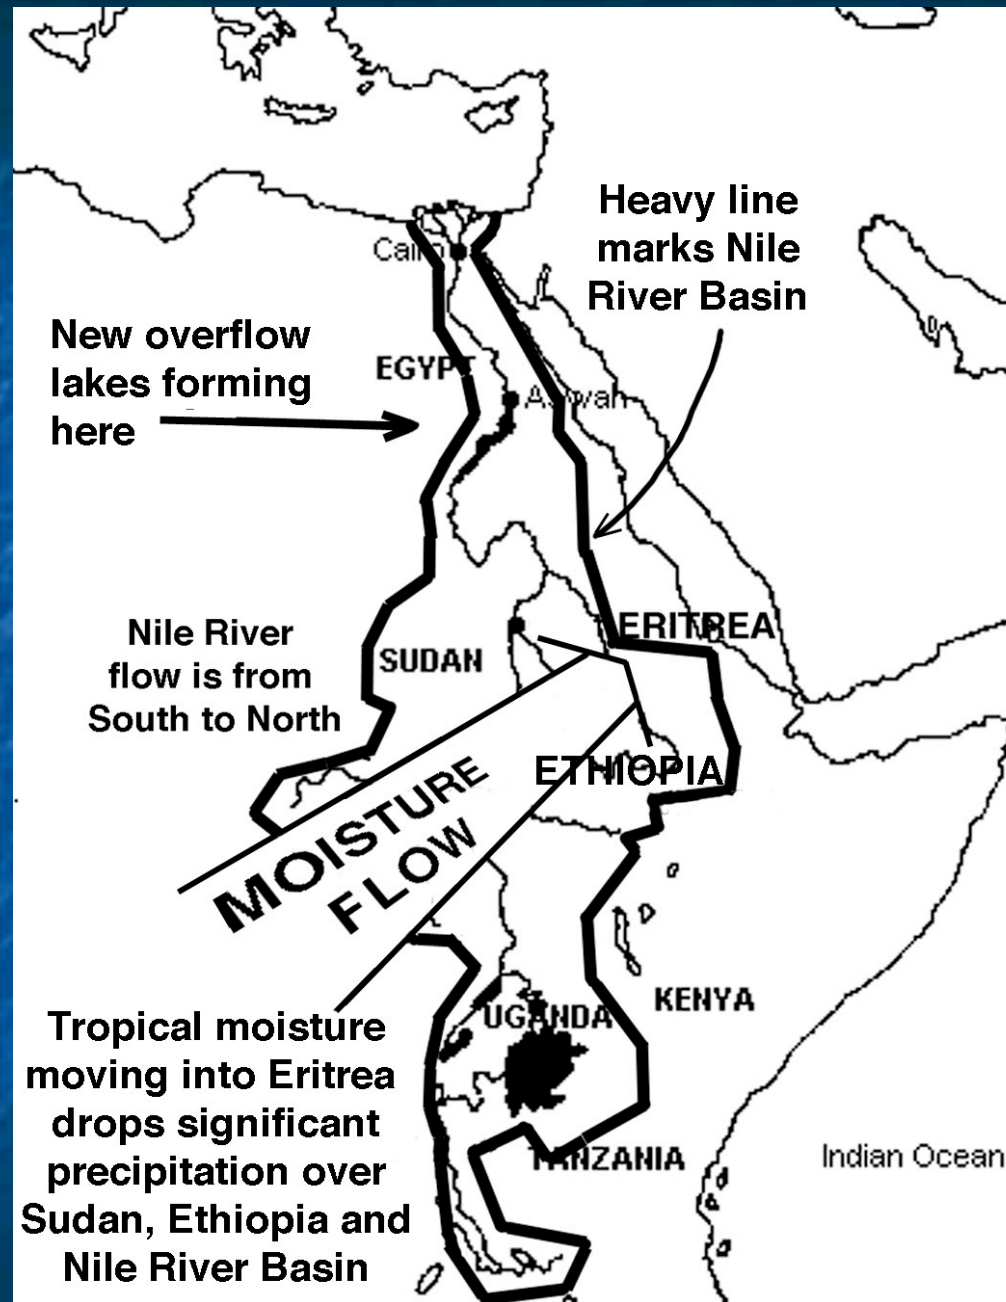 Heavy line
marks Nile
River Basin
Cairo
New overflow
lakes forming
here
EGYPT
Aswan
Nile River
flow is from
South to North
ERITREA
SUDAN
ETHIOPIA
MOISTURE
FLOW
KENYA
UGANDA
Tropical moisture
moving into Eritrea
drops significant
precipitation over
Sudan, Ethiopia and
Nile River Basin
TANZANIA
Indian Ocean